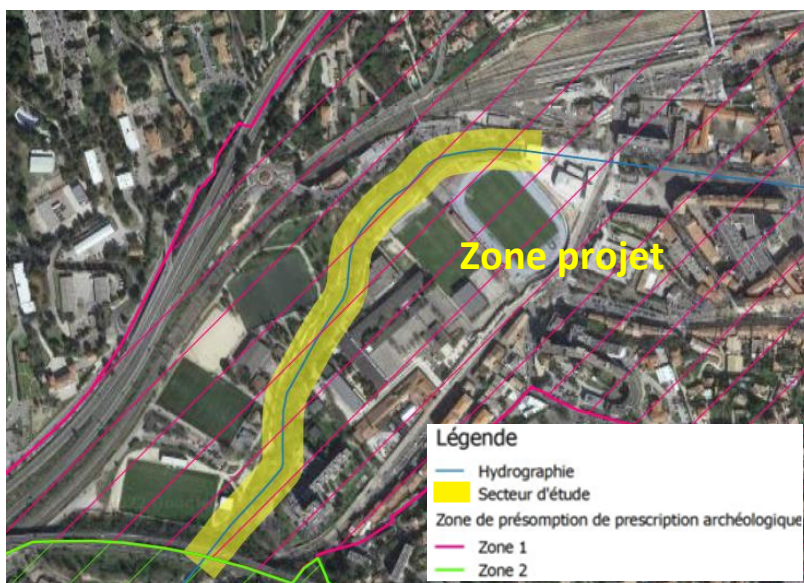 Zone projet
Légende
Hydrographie
Secteur d'étude
Zone de présomption de prescription archéologique
Zone 1
Zone 2